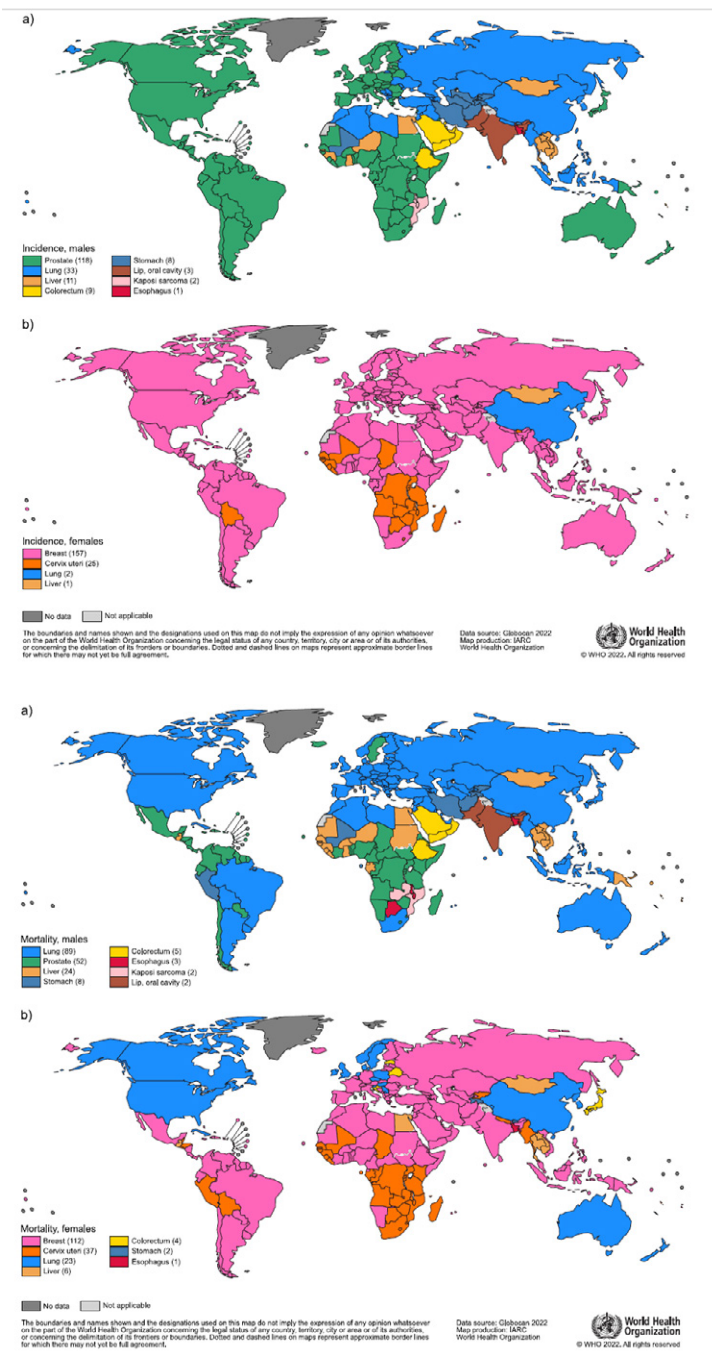 a)
Incidence, males
Prostate (118)
Lung (33)
Liver (11)
Colorectum (9)
Stomach (8)
Lip, oral cavity (3)
Kaposi sarcoma (2)
Esophagus (1)
b)
Incidence, females
Breast (157)
Cervix uteri (25)
Lung (2)
Liver (1)
No data
Not applicable
The boundaries and names shown and the designations used on this map do not imply the expression of any opinion whatsoever
on the part of the World Health Organization concerning the legal status of any country, territory, city or area or of its authorities,
or concerning the delimitation of its frontiers or boundaries. Dotted and dashed lines on maps represent approximate border lines
for which there may not yet be full agreement.
Data source: Globocan 2022
Map production: IARC
World Health Organization
World Health
Organization
© WHO 2022. All rights reserved
a)
Mortality, males
Lung (89)
Prostate (52)
Liver (24)
Stomach (8)
Colorectum (5)
Esophagus (3)
Kaposi sarcoma (2)
Lip, oral cavity (2)
b)
Mortality, females
Breast (112)
Cervix uteri (37)
Lung (23)
Liver (6)
Colorectum (4)
Stomach (2)
Esophagus (1)
No data
Not applicable
The boundaries and names shown and the designations used on this map do not imply the expression of any opinion whatsoever
on the part of the World Health Organization concerning the legal status of any country, territory, city or area or of its authorities,
or concerning the delimitation of its frontiers or boundaries. Dotted and dashed lines on maps represent approximate border lines
for which there may not yet be full agreement.
Data source: Globocan 2022
Map production: IARC
World Health Organization
World Health
Organization
© WHO 2022. All rights reserved